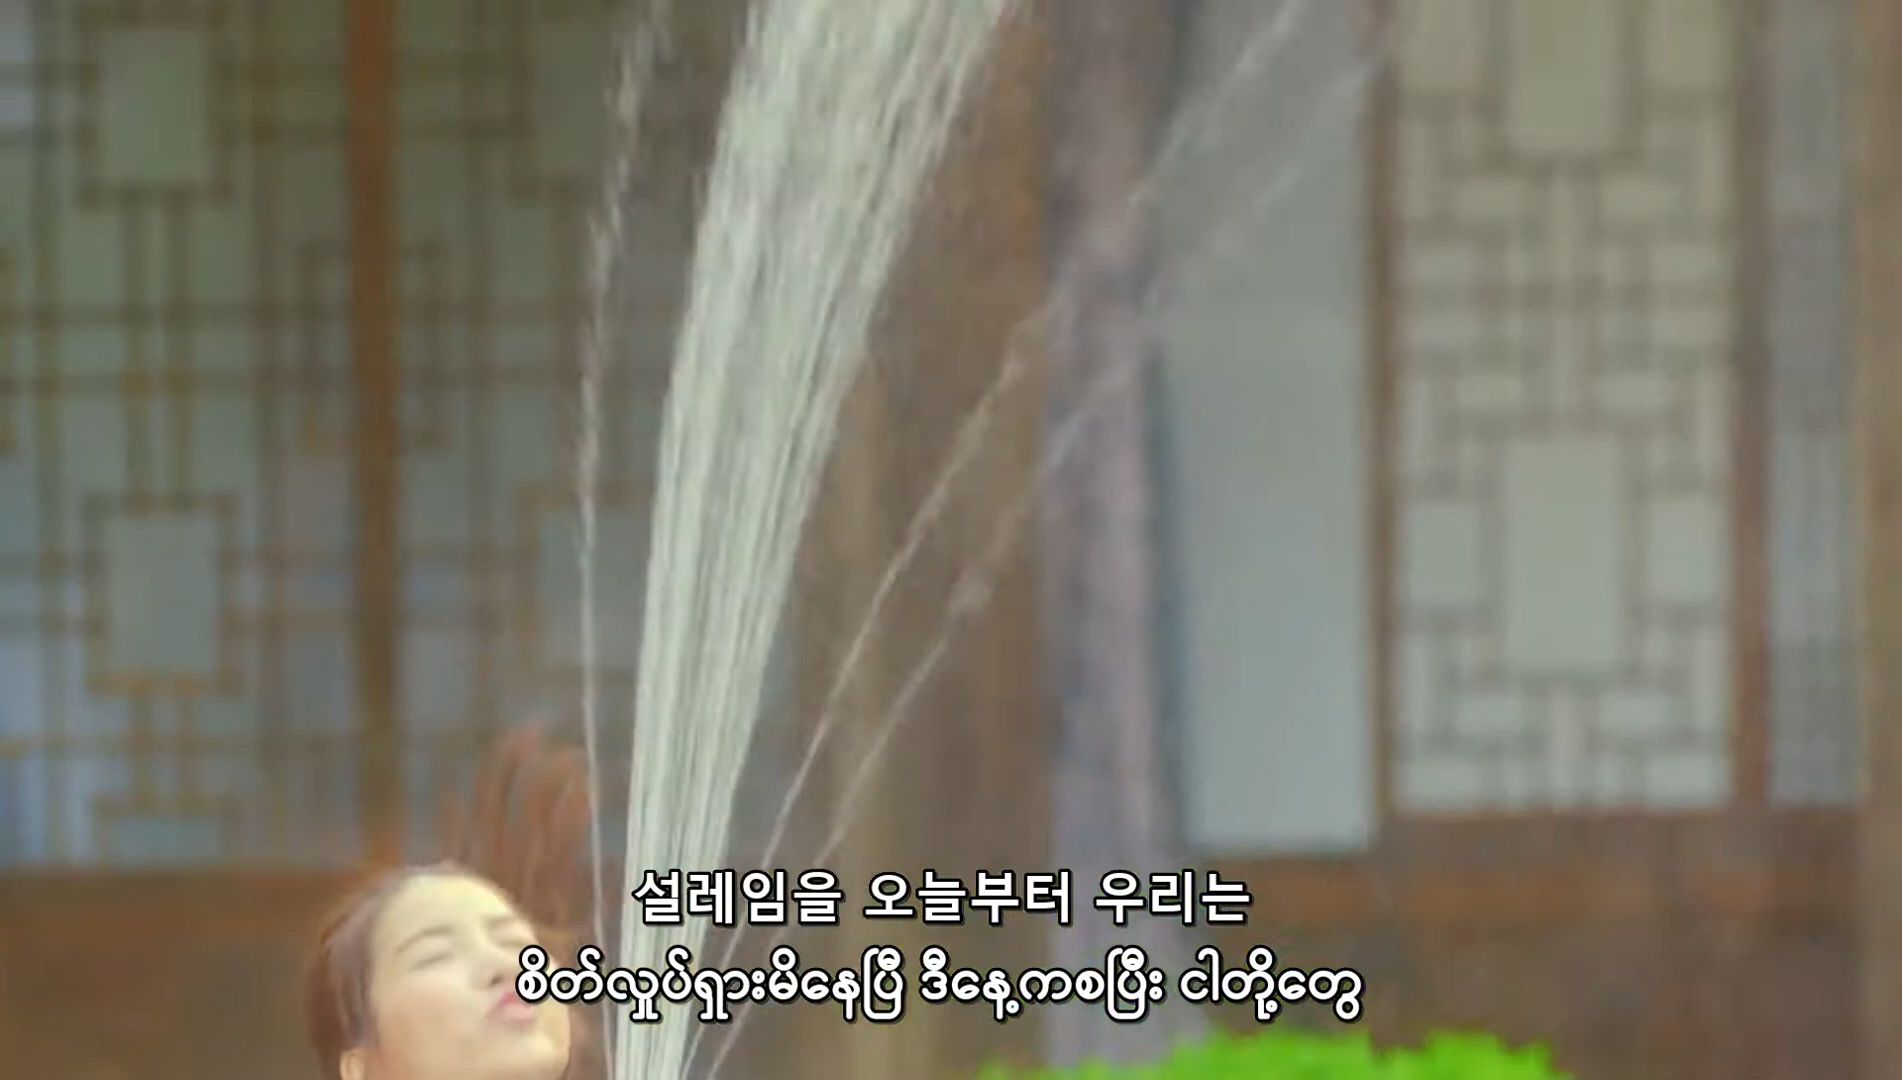 설레임을 오늘부터 우리는
စိတ်လှုပ်ရှားမိနေပြီ ဒီနေ့ကစပြီး ငါတို့တွေ